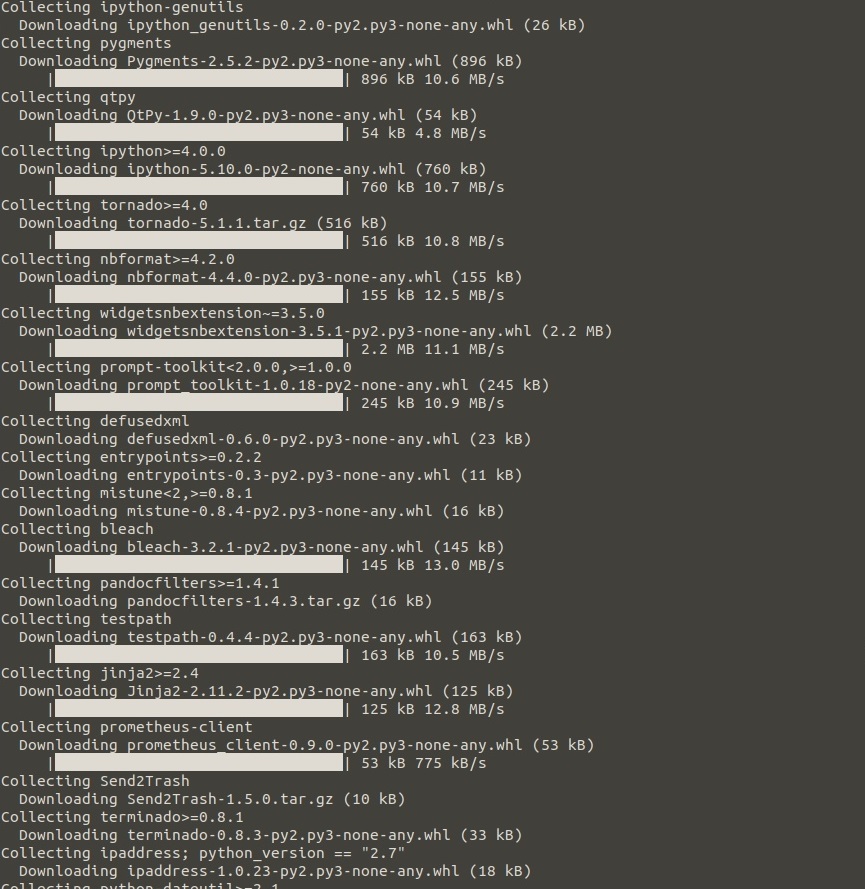 Collecting ipython-genutils
Downloading ipython_genutils-0.2.0-py2.py3-none-any.whl (26 kB)
Collecting pygments
Downloading Pygments-2.5.2-py2.py3-none-any.whl (896 kB)
| | 896 kB 10.6 MB/s
Collecting qtpy
Downloading QtPy-1.9.0-py2.py3-none-any.whl (54 kB)
| | 54 kB 4.8 MB/s
Collecting ipython>=4.0.0
Downloading ipython-5.10.0-py2-none-any.whl (760 kB)
| | 760 kB 10.7 MB/s
Collecting tornado>=4.0
Downloading tornado-5.1.1.tar.gz (516 kB)
| | 516 kB 10.8 MB/s
Collecting nbformat>=4.2.0
Downloading nbformat-4.4.0-py2.py3-none-any.whl (155 kB)
| | 155 kB 12.5 MB/s
Collecting widgetsnbextension~=3.5.0
Downloading widgetsnbextension-3.5.1-py2.py3-none-any.whl (2.2 MB)
| | 2.2 MB 11.1 MB/s
Collecting prompt-toolkit<2.0.0,>=1.0.0
Downloading prompt_toolkit-1.0.18-py2-none-any.whl (245 kB)
| | 245 kB 10.9 MB/s
Collecting defusedxml
Downloading defusedxml-0.6.0-py2.py3-none-any.whl (23 kB)
Collecting entrypoints>=0.2.2
Downloading entrypoints-0.3-py2.py3-none-any.whl (11 kB)
Collecting mistune<2,>=0.8.1
Downloading mistune-0.8.4-py2.py3-none-any.whl (16 kB)
Collecting bleach
Downloading bleach-3.2.1-py2.py3-none-any.whl (145 kB)
| | 145 kB 13.0 MB/s
Collecting pandocfilters>=1.4.1
Downloading pandocfilters-1.4.3.tar.gz (16 kB)
Collecting testpath
Downloading testpath-0.4.4-py2.py3-none-any.whl (163 kB)
| | 163 kB 10.5 MB/s
Collecting jinja2>=2.4
Downloading Jinja2-2.11.2-py2.py3-none-any.whl (125 kB)
| | 125 kB 12.8 MB/s
Collecting prometheus-client
Downloading prometheus_client-0.9.0-py2.py3-none-any.whl (53 kB)
| | 53 kB 775 kB/s
Collecting Send2Trash
Downloading Send2Trash-1.5.0.tar.gz (10 kB)
Collecting terminado>=0.8.1
Downloading terminado-0.8.3-py2.py3-none-any.whl (33 kB)
Collecting ipaddress; python_version == "2.7"
Downloading ipaddress-1.0.23-py2.py3-none-any.whl (18 kB)
Collecting python-dateutil>=2.1